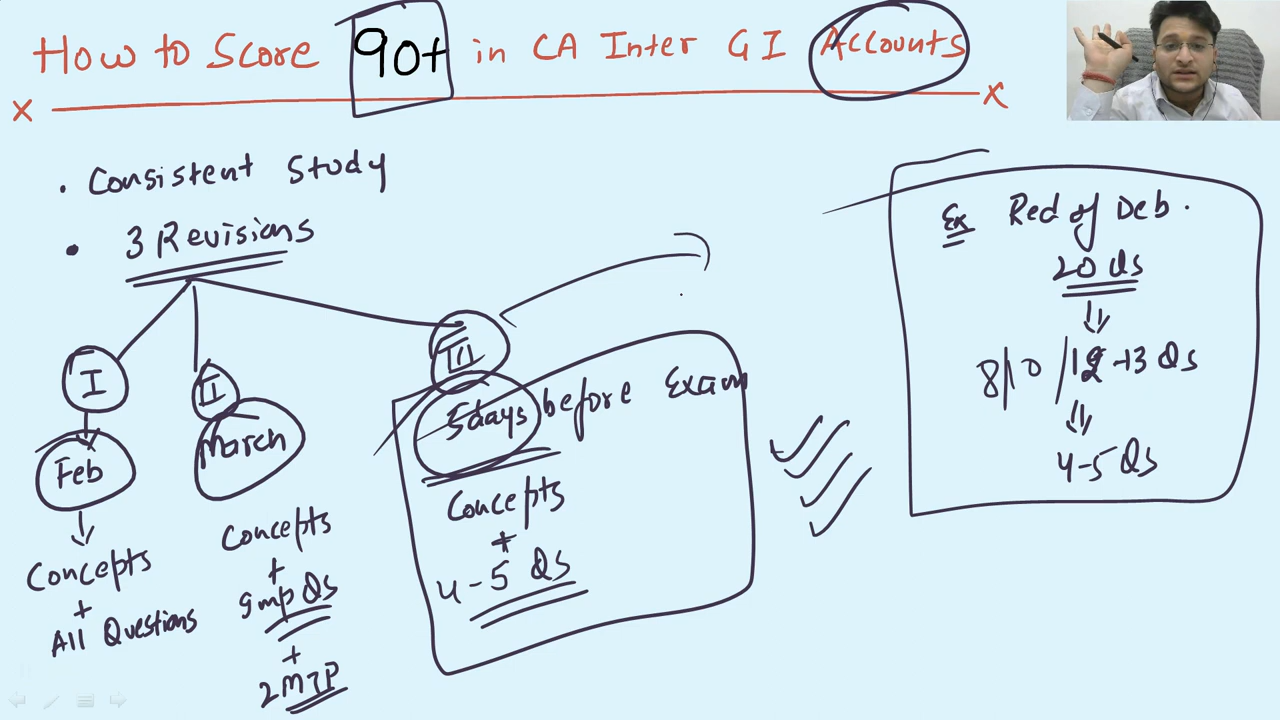 How to Score 90+ in CA Inter GI Accounts
x x
• Consistent Study
• 3 Revisions
I
Feb
Concepts
+
All Questions
II
March
Concepts
+
Imp Qs
+
2 MTP
III
5days before Exam
Concepts
+
4-5 Qs
Ex Red of Deb.
20 Qs
8/10 /12-13 Qs
4-5 Qs